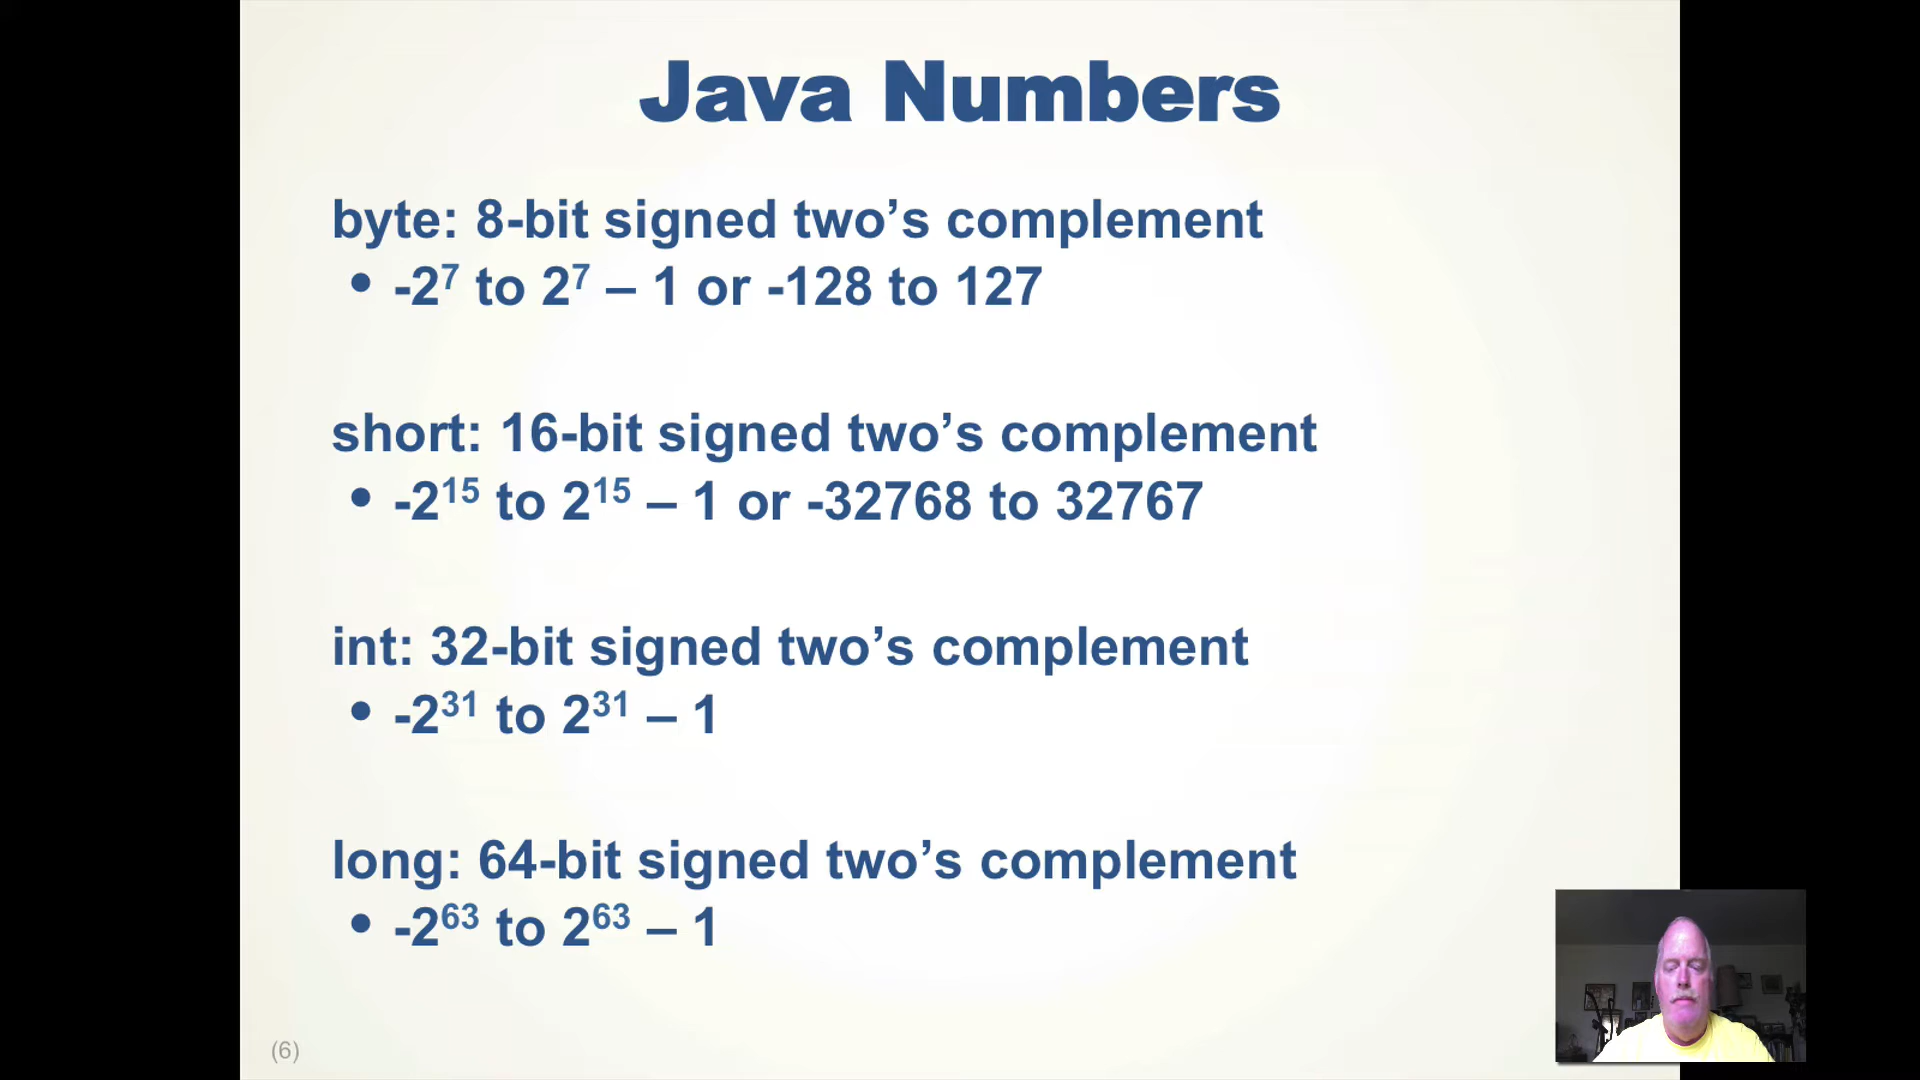 Java Numbers
byte: 8-bit signed two’s complement
• -2⁷ to 2⁷ – 1 or -128 to 127
short: 16-bit signed two’s complement
• -2¹⁵ to 2¹⁵ – 1 or -32768 to 32767
int: 32-bit signed two’s complement
• -2³¹ to 2³¹ – 1
long: 64-bit signed two’s complement
• -2⁶³ to 2⁶³ – 1
(6)